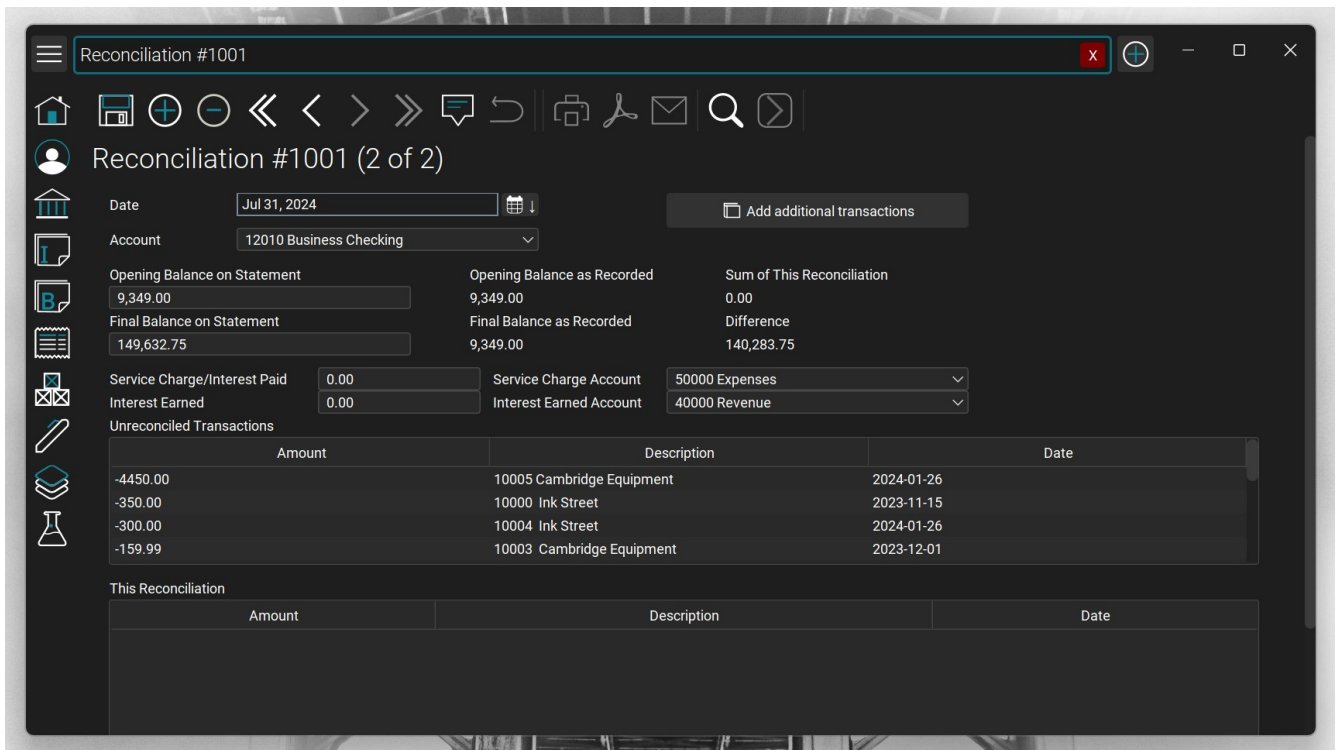 Reconciliation #1001 X
Reconciliation #1001 (2 of 2)
Date Jul 31, 2024 Add additional transactions
Account 12010 Business Checking
Opening Balance on Statement Opening Balance as Recorded Sum of This Reconciliation
9,349.00 9,349.00 0.00
Final Balance on Statement Final Balance as Recorded Difference
149,632.75 9,349.00 140,283.75
Service Charge/Interest Paid 0.00 Service Charge Account 50000 Expenses
Interest Earned 0.00 Interest Earned Account 40000 Revenue
Unreconciled Transactions
Amount Description Date
-4450.00 10005 Cambridge Equipment 2024-01-26
-350.00 10000 Ink Street 2023-11-15
-300.00 10004 Ink Street 2024-01-26
-159.99 10003 Cambridge Equipment 2023-12-01
This Reconciliation
Amount Description Date
I
B